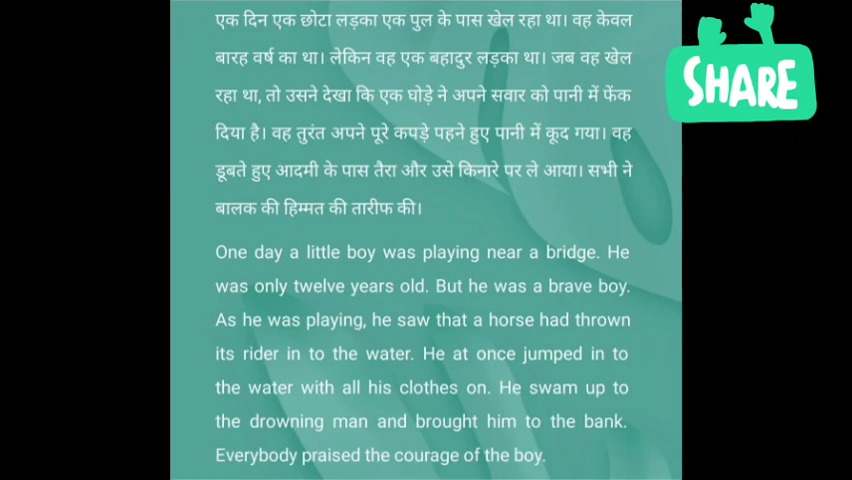 एक दिन एक छोटा लड़का एक पुल के पास खेल रहा था। वह केवल
बारह वर्ष का था। लेकिन वह एक बहादुर लड़का था। जब वह खेल
रहा था, तो उसने देखा कि एक घोड़े ने अपने सवार को पानी में फेंक
दिया है। वह तुरंत अपने पूरे कपड़े पहने हुए पानी में कूद गया। वह
डूबते हुए आदमी के पास तैरा और उसे किनारे पर ले आया। सभी ने
बालक की हिम्मत की तारीफ की।
One day a little boy was playing near a bridge. He
was only twelve years old. But he was a brave boy.
As he was playing, he saw that a horse had thrown
its rider in to the water. He at once jumped in to
the water with all his clothes on. He swam up to
the drowning man and brought him to the bank.
Everybody praised the courage of the boy.
SHARE